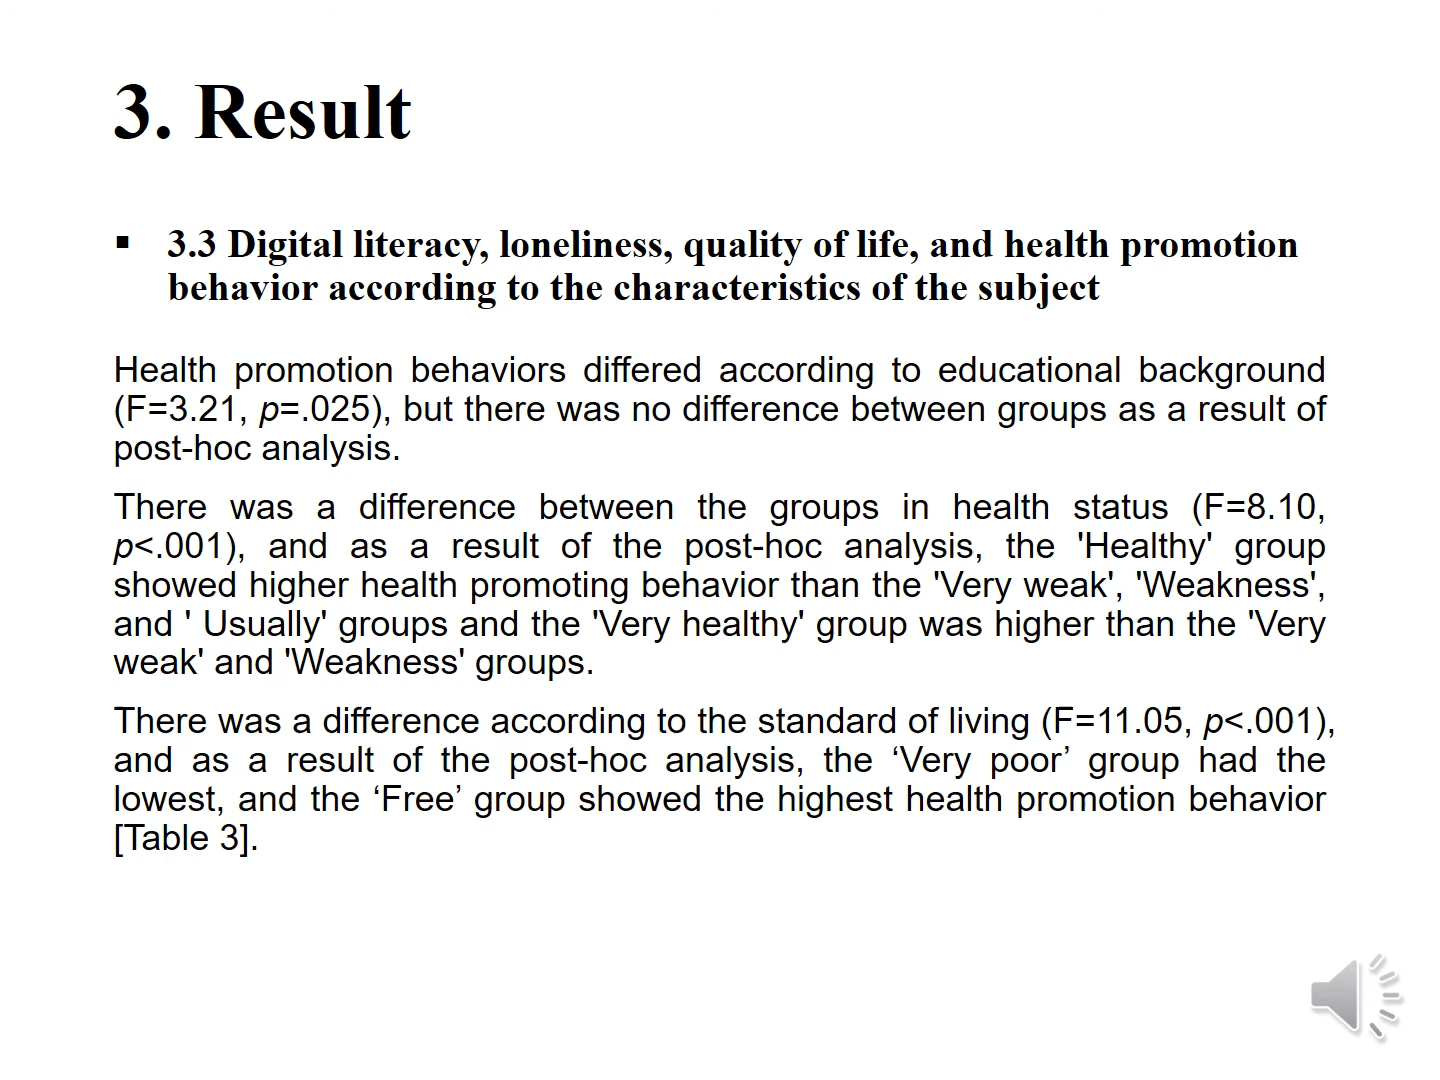 3. Result
▪ 3.3 Digital literacy, loneliness, quality of life, and health promotion
behavior according to the characteristics of the subject
Health promotion behaviors differed according to educational background
(F=3.21, p=.025), but there was no difference between groups as a result of
post-hoc analysis.
There was a difference between the groups in health status (F=8.10,
p<.001), and as a result of the post-hoc analysis, the 'Healthy' group
showed higher health promoting behavior than the 'Very weak', 'Weakness',
and ' Usually' groups and the 'Very healthy' group was higher than the 'Very
weak' and 'Weakness' groups.
There was a difference according to the standard of living (F=11.05, p<.001),
and as a result of the post-hoc analysis, the ‘Very poor’ group had the
lowest, and the ‘Free’ group showed the highest health promotion behavior
[Table 3].